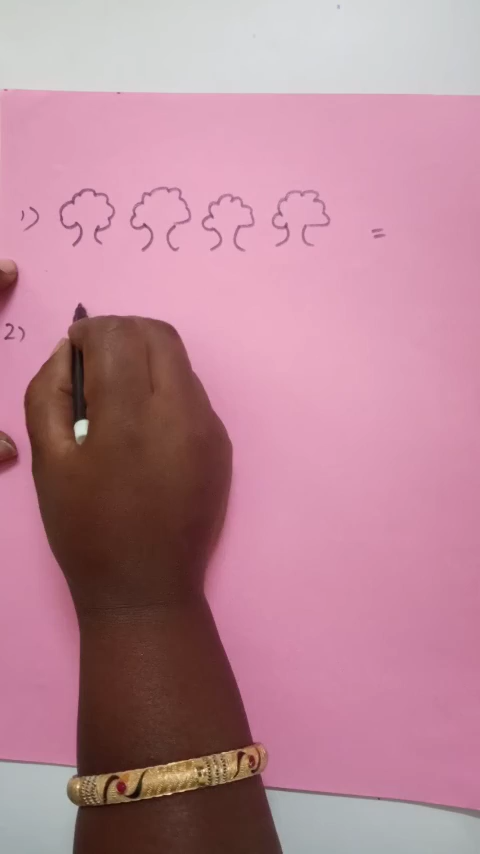 1) =
2)